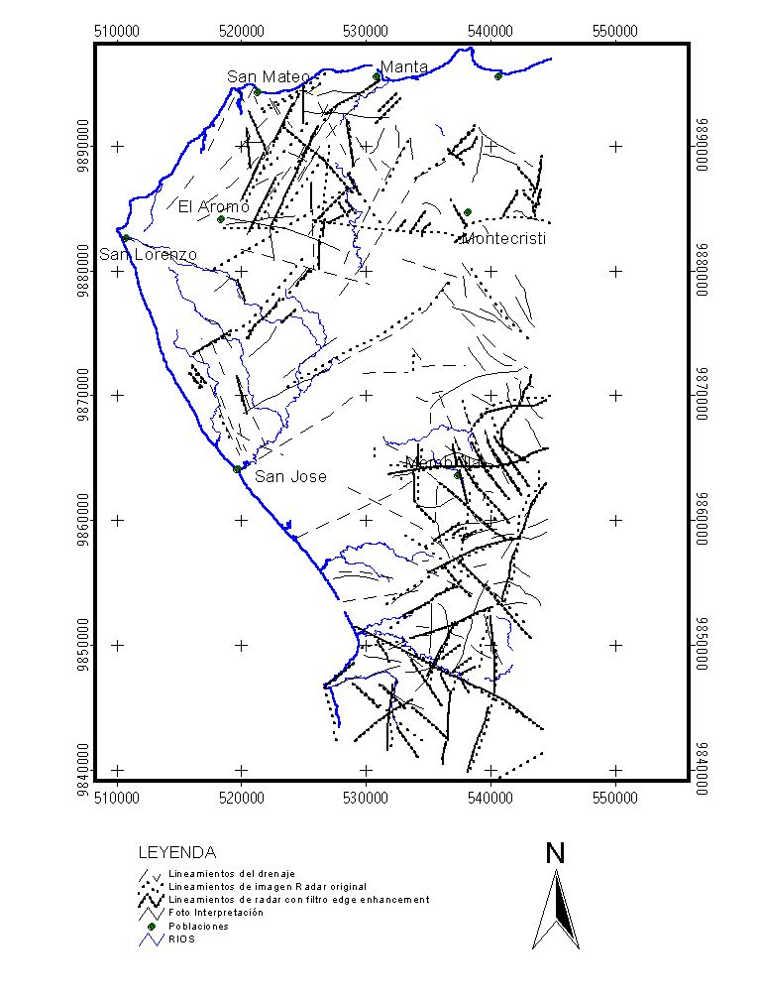 510000 520000 530000 540000 550000
Manta
San Mateo
9890000 9890000
El Aromo
Montecristi
San Lorenzo
9880000 9880000
9870000 9870000
San Jose
9860000 9860000
9850000 9850000
9840000 9840000
510000 520000 530000 540000 550000
LEYENDA
N
Lineamientos del drenaje
Lineamientos de imagen Radar original
Lineamientos de radar con filtro edge enhancement
Foto Interpretación
Poblaciones
RIOS